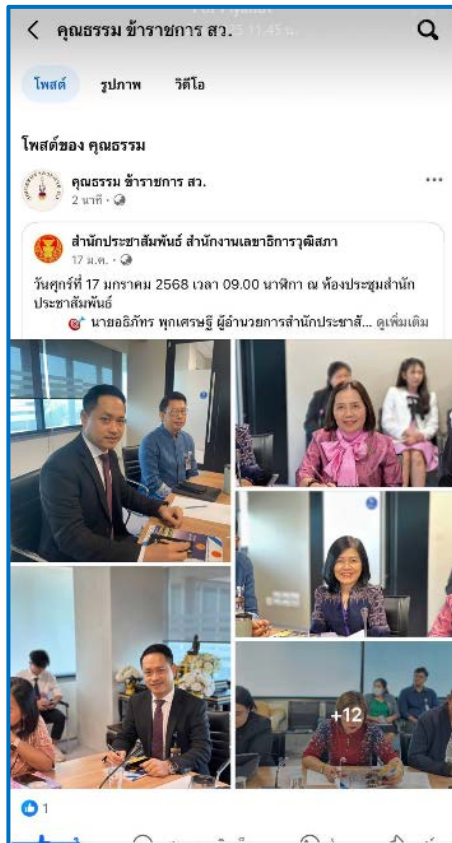 คุณธรรม ข้าราชการ สว.
โพสต์
รูปภาพ
วิดีโอ
โพสต์ของ คุณธรรม
คุณธรรม ข้าราชการ สว.
2 นาที
สำนักประชาสัมพันธ์ สำนักงานเลขาธิการวุฒิสภา
17 ม.ค.
วันศุกร์ที่ 17 มกราคม 2568 เวลา 09.00 นาฬิกา ณ ห้องประชุมสำนัก
ประชาสัมพันธ์
นายอธิภัทร พุกเศรษฐี ผู้อำนวยการสำนักประชาสั... ดูเพิ่มเติม
+12
1